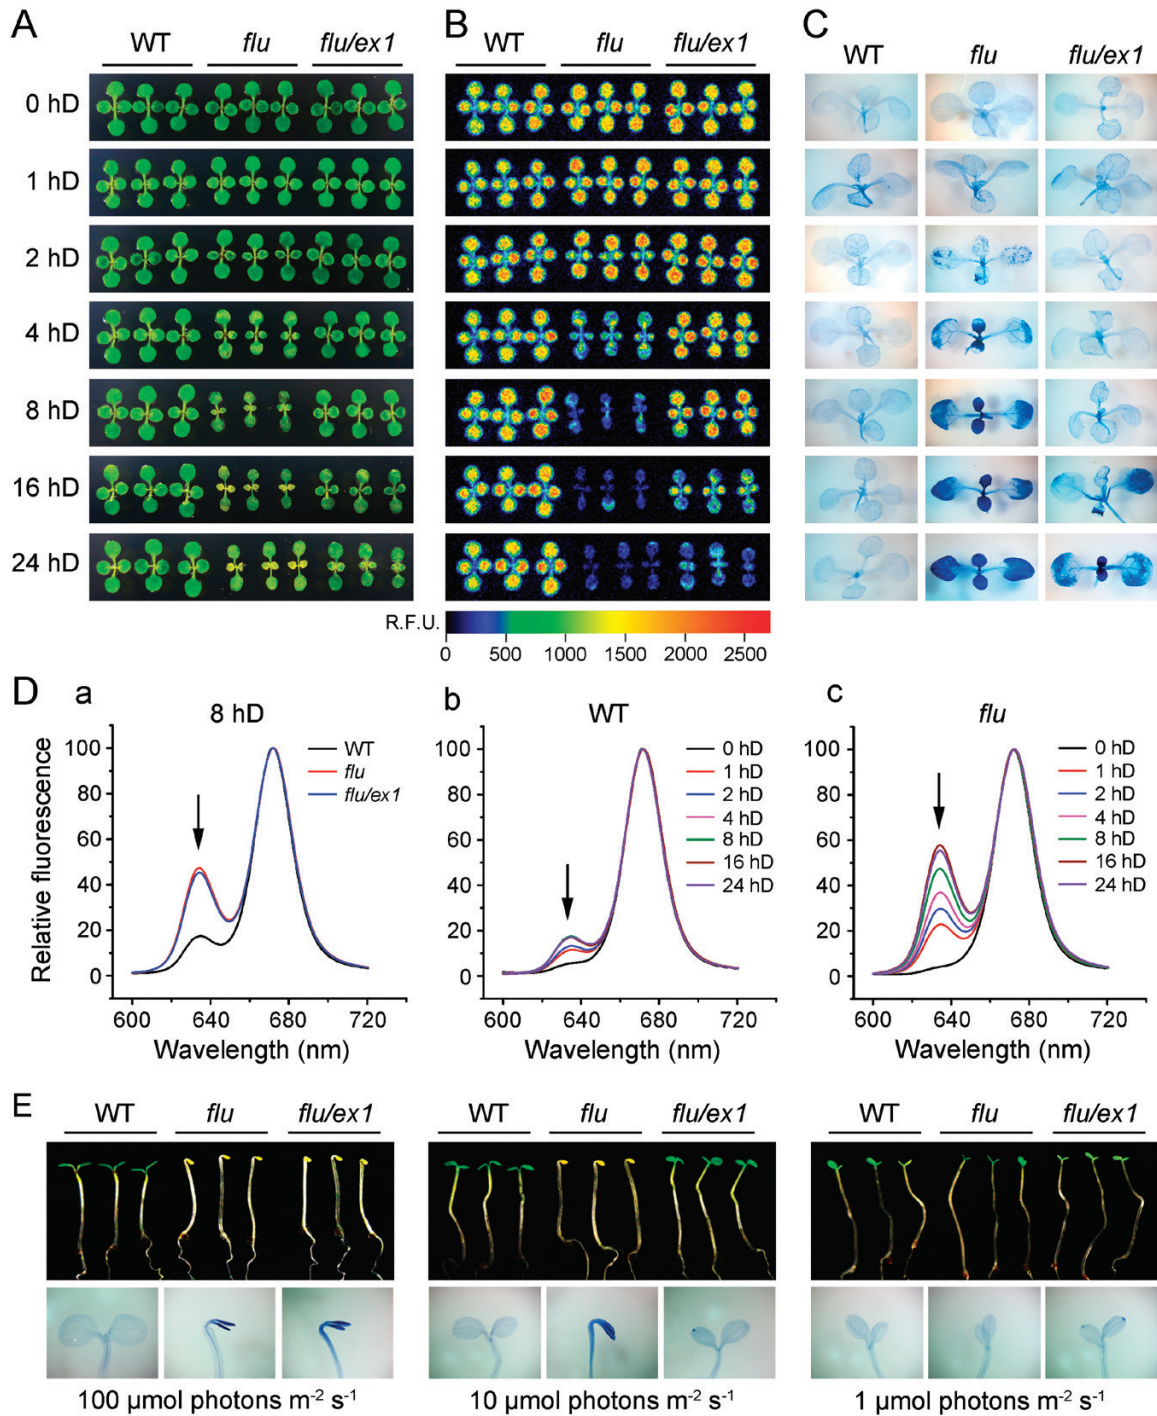 A
B
C
WT flu flu/ex1
WT flu flu/ex1
WT flu flu/ex1
0 hD
1 hD
2 hD
4 hD
8 hD
16 hD
24 hD
R.F.U.
0 500 1000 1500 2000 2500
D
a
8 hD
WT
flu
flu/ex1
Relative fluorescence
100
80
60
40
20
0
600 640 680 720
Wavelength (nm)
b
WT
0 hD
1 hD
2 hD
4 hD
8 hD
16 hD
24 hD
100
80
60
40
20
0
600 640 680 720
Wavelength (nm)
c
flu
0 hD
1 hD
2 hD
4 hD
8 hD
16 hD
24 hD
100
80
60
40
20
0
600 640 680 720
Wavelength (nm)
E
WT flu flu/ex1
WT flu flu/ex1
WT flu flu/ex1
100 µmol photons m⁻² s⁻¹
10 µmol photons m⁻² s⁻¹
1 µmol photons m⁻² s⁻¹